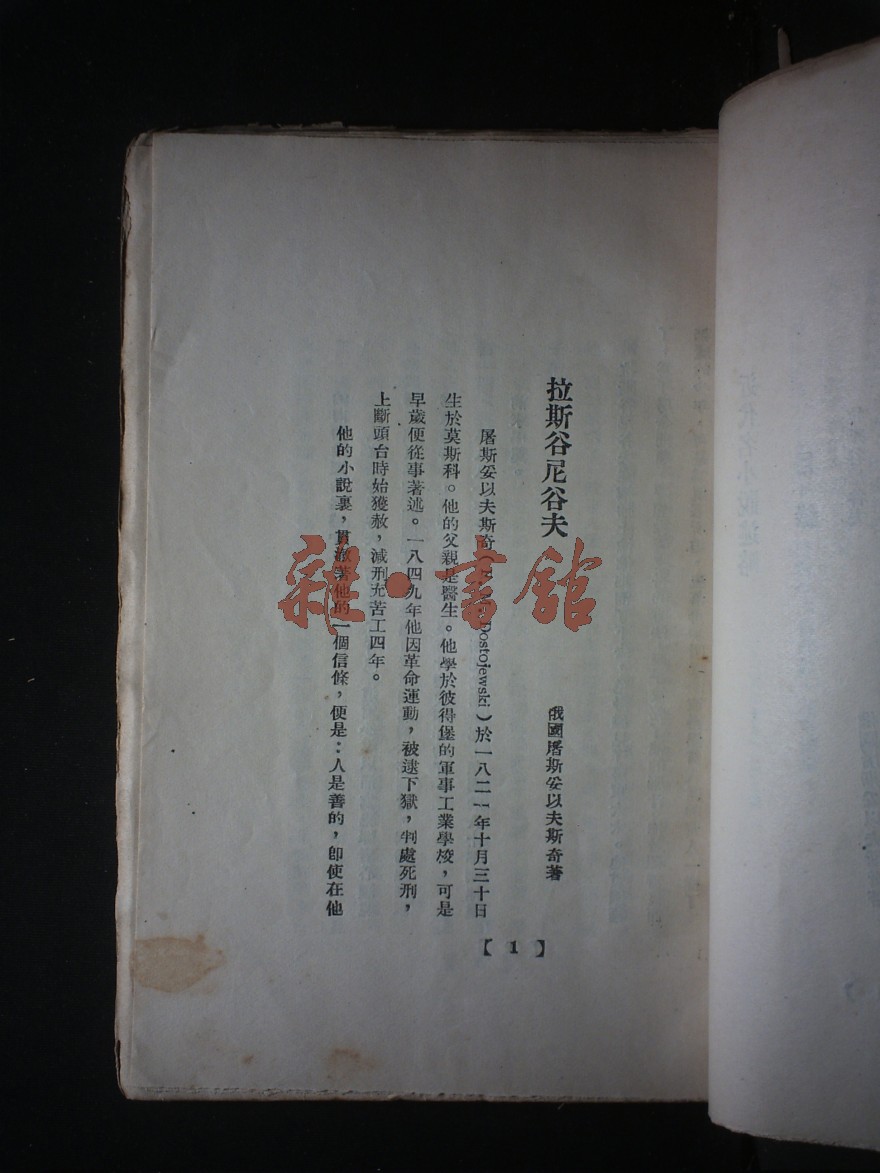 拉斯谷尼谷夫
俄國屠斯妥以夫斯奇著
屠斯妥以夫斯奇（Dostojewski）於一八二一年十月三十日
生於莫斯科。他的父親是醫生。他學於彼得堡的軍事工業學校，可是
早歲便從事著述。一八四九年他因革命運動，被逮下獄，判處死刑，
上斷頭台時始獲赦，減刑充苦工四年。
他的小說裏，貫徹著他的一個信條，便是：人是善的，卽使在他
【1】
雜·書館